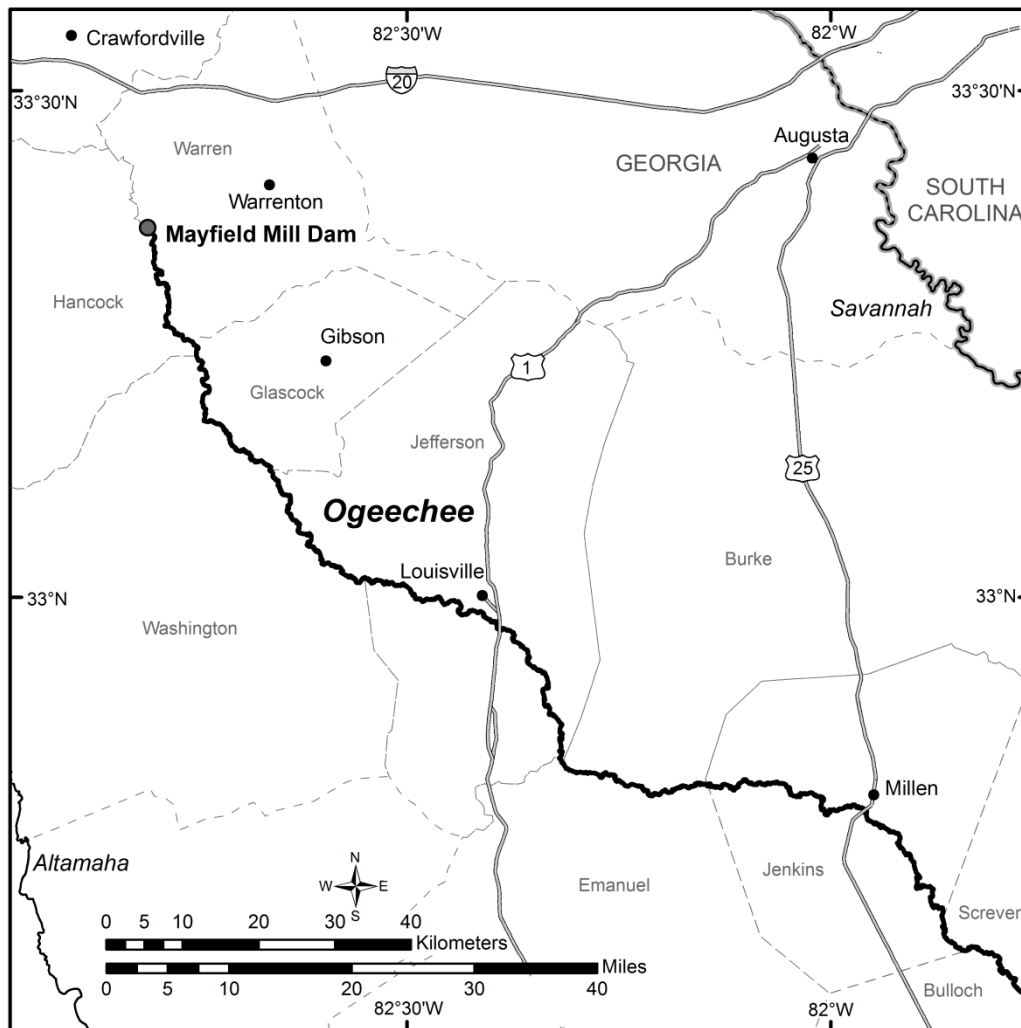 82°30'W
82°W
Crawfordville
20
33°30'N
33°30'N
Augusta
Warren
GEORGIA
Warrenton
SOUTH
CAROLINA
Mayfield Mill Dam
Hancock
Savannah
Gibson
1
Glascock
Jefferson
25
Ogeechee
Burke
Louisville
33°N
33°N
Washington
Millen
Altamaha
N
W
E
S
Jenkins
Emanuel
Screven
0 5 10 20 30 40
Kilometers
Miles
0 5 10 20 30 40
Bulloch
82°30'W
82°W